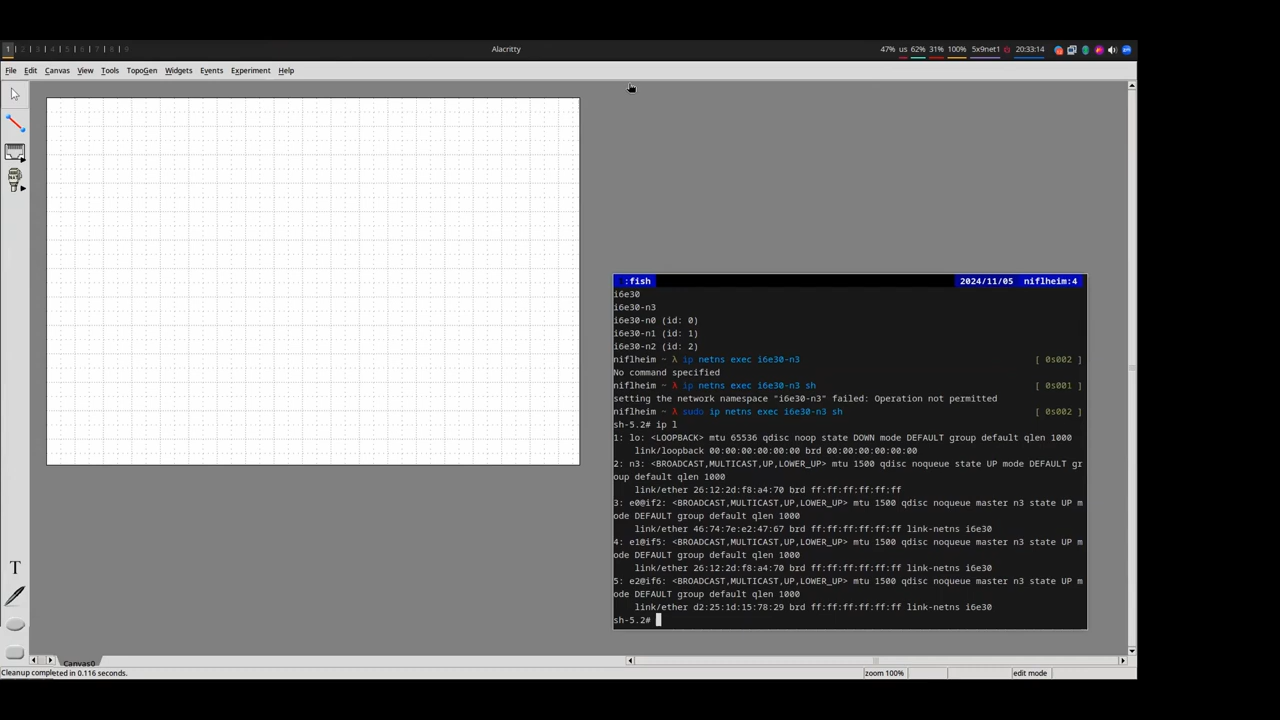 1 2 3 4 5 6 7 8 9
Alacritty
47% us 62% 31% 100% 5x9net1 20:33:14
File Edit Canvas View Tools TopoGen Widgets Events Experiment Help
:fish 2024/11/05 niflheim:4
i6e30
i6e30-n3
i6e30-n0 (id: 0)
i6e30-n1 (id: 1)
i6e30-n2 (id: 2)
niflheim ~ λ ip netns exec i6e30-n3 [ 0s002 ]
No command specified
niflheim ~ λ ip netns exec i6e30-n3 sh [ 0s001 ]
setting the network namespace "i6e30-n3" failed: Operation not permitted
niflheim ~ λ sudo ip netns exec i6e30-n3 sh [ 0s002 ]
sh-5.2# ip l
1: lo: <LOOPBACK> mtu 65536 qdisc noop state DOWN mode DEFAULT group default qlen 1000
link/loopback 00:00:00:00:00:00 brd 00:00:00:00:00:00
2: n3: <BROADCAST,MULTICAST,UP,LOWER_UP> mtu 1500 qdisc noqueue state UP mode DEFAULT gr
oup default qlen 1000
link/ether 26:12:2d:f8:a4:70 brd ff:ff:ff:ff:ff:ff
3: e0@if2: <BROADCAST,MULTICAST,UP,LOWER_UP> mtu 1500 qdisc noqueue master n3 state UP m
ode DEFAULT group default qlen 1000
link/ether 46:74:7e:e2:47:67 brd ff:ff:ff:ff:ff:ff link-netns i6e30
4: e1@if5: <BROADCAST,MULTICAST,UP,LOWER_UP> mtu 1500 qdisc noqueue master n3 state UP m
ode DEFAULT group default qlen 1000
link/ether 26:12:2d:f8:a4:70 brd ff:ff:ff:ff:ff:ff link-netns i6e30
5: e2@if6: <BROADCAST,MULTICAST,UP,LOWER_UP> mtu 1500 qdisc noqueue master n3 state UP m
ode DEFAULT group default qlen 1000
link/ether d2:25:1d:15:78:29 brd ff:ff:ff:ff:ff:ff link-netns i6e30
sh-5.2#
T
Canvas0
Cleanup completed in 0.116 seconds. zoom 100% edit mode